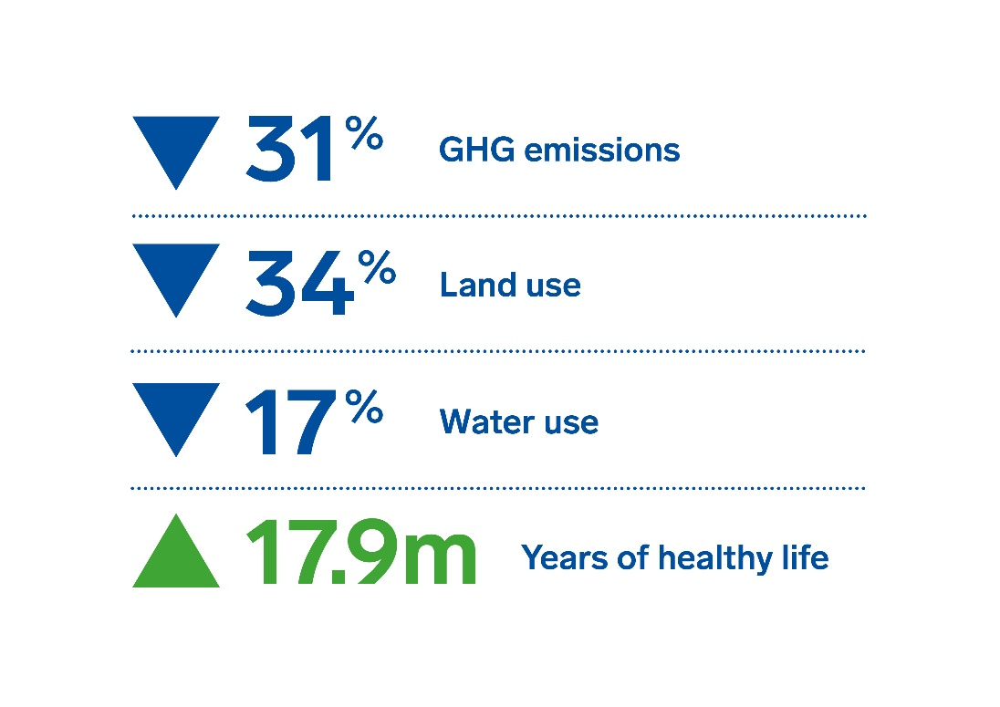 31% GHG emissions
34% Land use
17% Water use
17.9m Years of healthy life